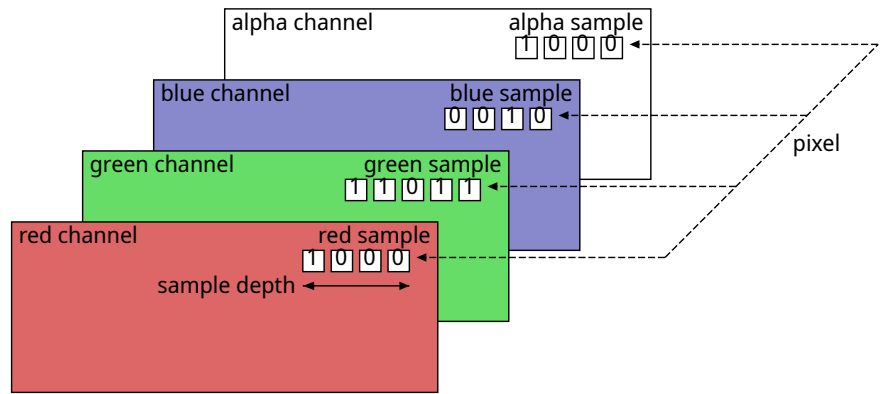 alpha channel alpha sample
1 0 0 0
blue channel blue sample
0 0 1 0
pixel
green channel green sample
1 1 0 1 1
red channel red sample
1 0 0 0
sample depth